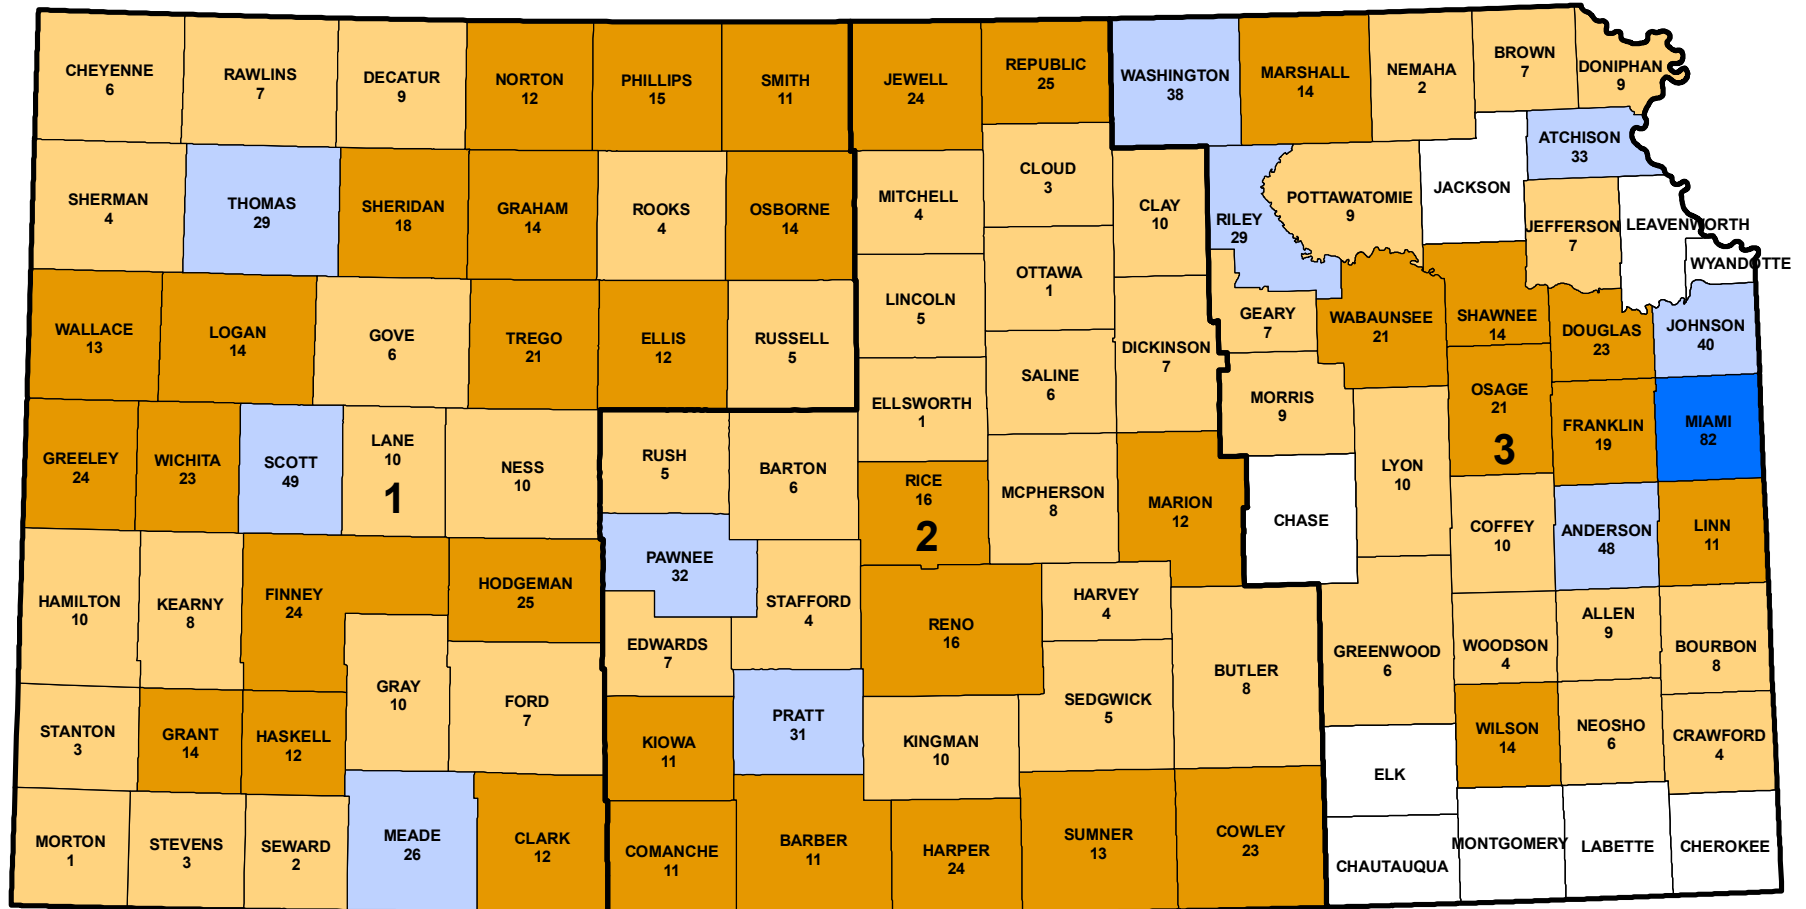 CHEYENNE
6
RAWLINS
7
DECATUR
9
NORTON
12
PHILLIPS
15
SMITH
11
JEWELL
24
REPUBLIC
25
WASHINGTON
38
MARSHALL
14
NEMAHA
2
BROWN
7
DONIPHAN
9
SHERMAN
4
THOMAS
29
SHERIDAN
18
GRAHAM
14
ROOKS
4
OSBORNE
14
MITCHELL
4
CLOUD
3
CLAY
10
RILEY
29
POTTAWATOMIE
9
JACKSON
ATCHISON
33
JEFFERSON
7
LEAVENWORTH
WYANDOTTE
WALLACE
13
LOGAN
14
GOVE
6
TREGO
21
ELLIS
12
RUSSELL
5
LINCOLN
5
OTTAWA
1
DICKINSON
7
GEARY
7
WABAUNSEE
21
SHAWNEE
14
DOUGLAS
23
JOHNSON
40
GREELEY
24
WICHITA
23
SCOTT
49
LANE
10
1
NESS
10
RUSH
5
BARTON
6
ELLSWORTH
1
SALINE
6
MORRIS
9
OSAGE
21
3
FRANKLIN
19
MIAMI
82
RICE
16
2
MCPHERSON
8
MARION
12
CHASE
LYON
10
COFFEY
10
ANDERSON
48
LINN
11
HAMILTON
10
KEARNY
8
FINNEY
24
HODGEMAN
25
PAWNEE
32
STAFFORD
4
EDWARDS
7
RENO
16
HARVEY
4
BUTLER
8
GREENWOOD
6
WOODSON
4
ALLEN
9
BOURBON
8
STANTON
3
GRANT
14
HASKELL
12
GRAY
10
FORD
7
KIOWA
11
PRATT
31
KINGMAN
10
SEDGWICK
5
ELK
WILSON
14
NEOSHO
6
CRAWFORD
4
MORTON
1
STEVENS
3
SEWARD
2
MEADE
26
CLARK
12
COMANCHE
11
BARBER
11
HARPER
24
SUMNER
13
COWLEY
23
CHAUTAUQUA
MONTGOMERY
LABETTE
CHEROKEE